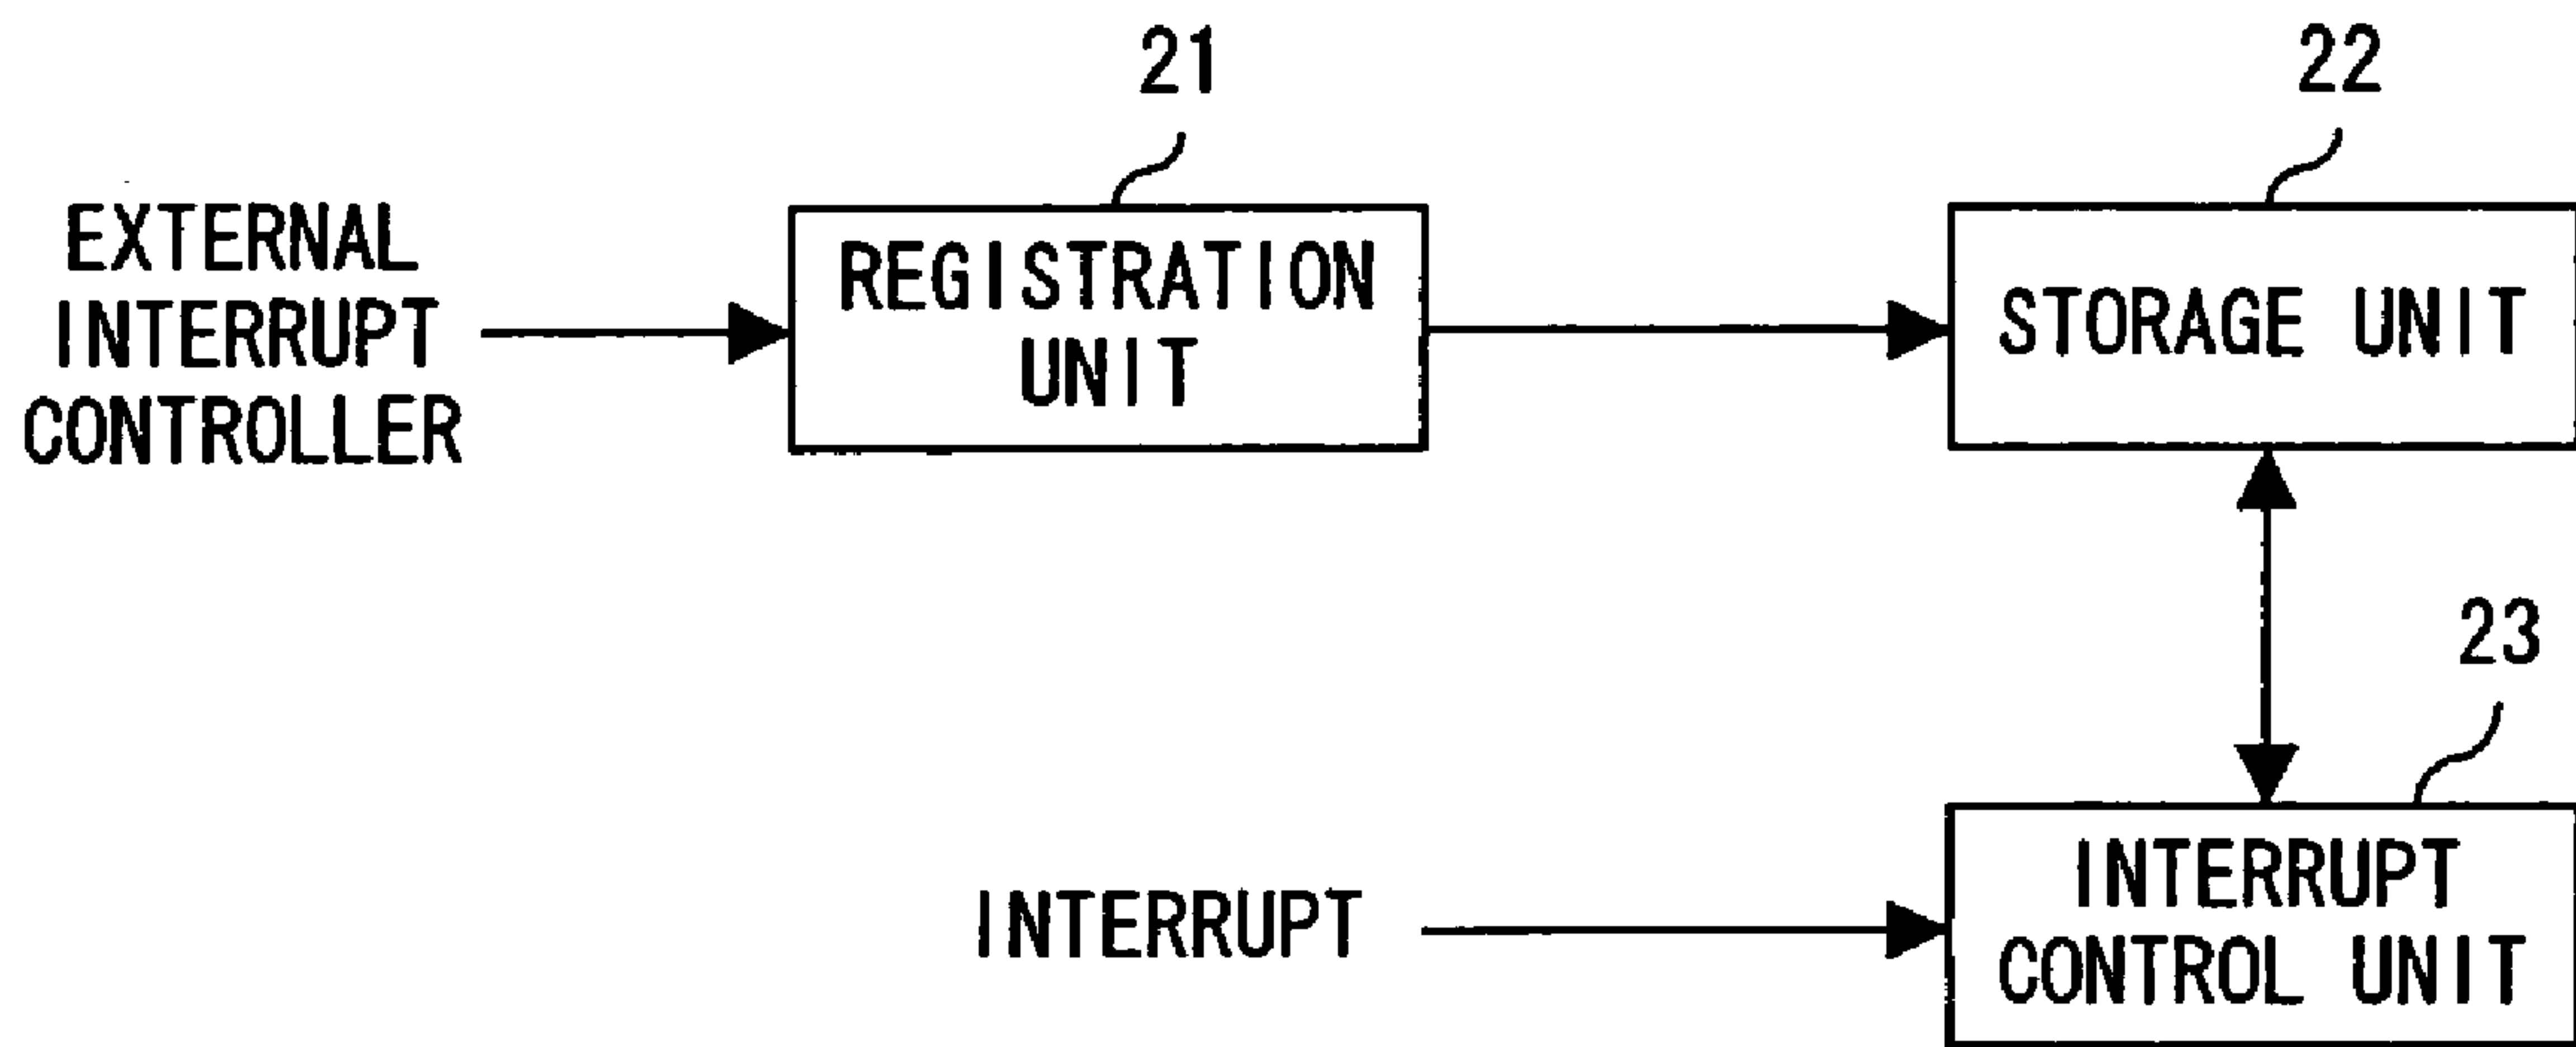 21
22
EXTERNAL
INTERRUPT
CONTROLLER
REGISTRATION
UNIT
STORAGE UNIT
23
INTERRUPT
INTERRUPT
CONTROL UNIT